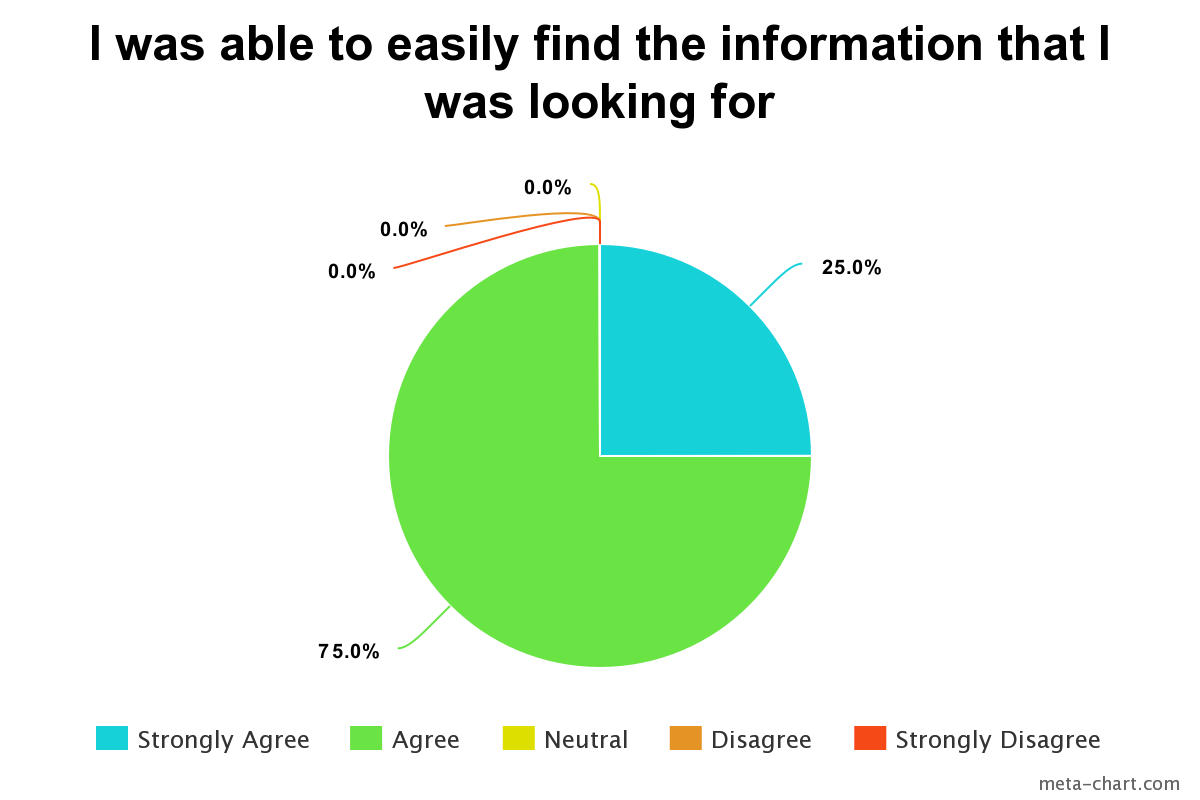 I was able to easily find the information that I
was looking for
0.0%
0.0%
0.0%
25.0%
75.0%
Strongly Agree
Agree
Neutral
Disagree
Strongly Disagree
meta-chart.com